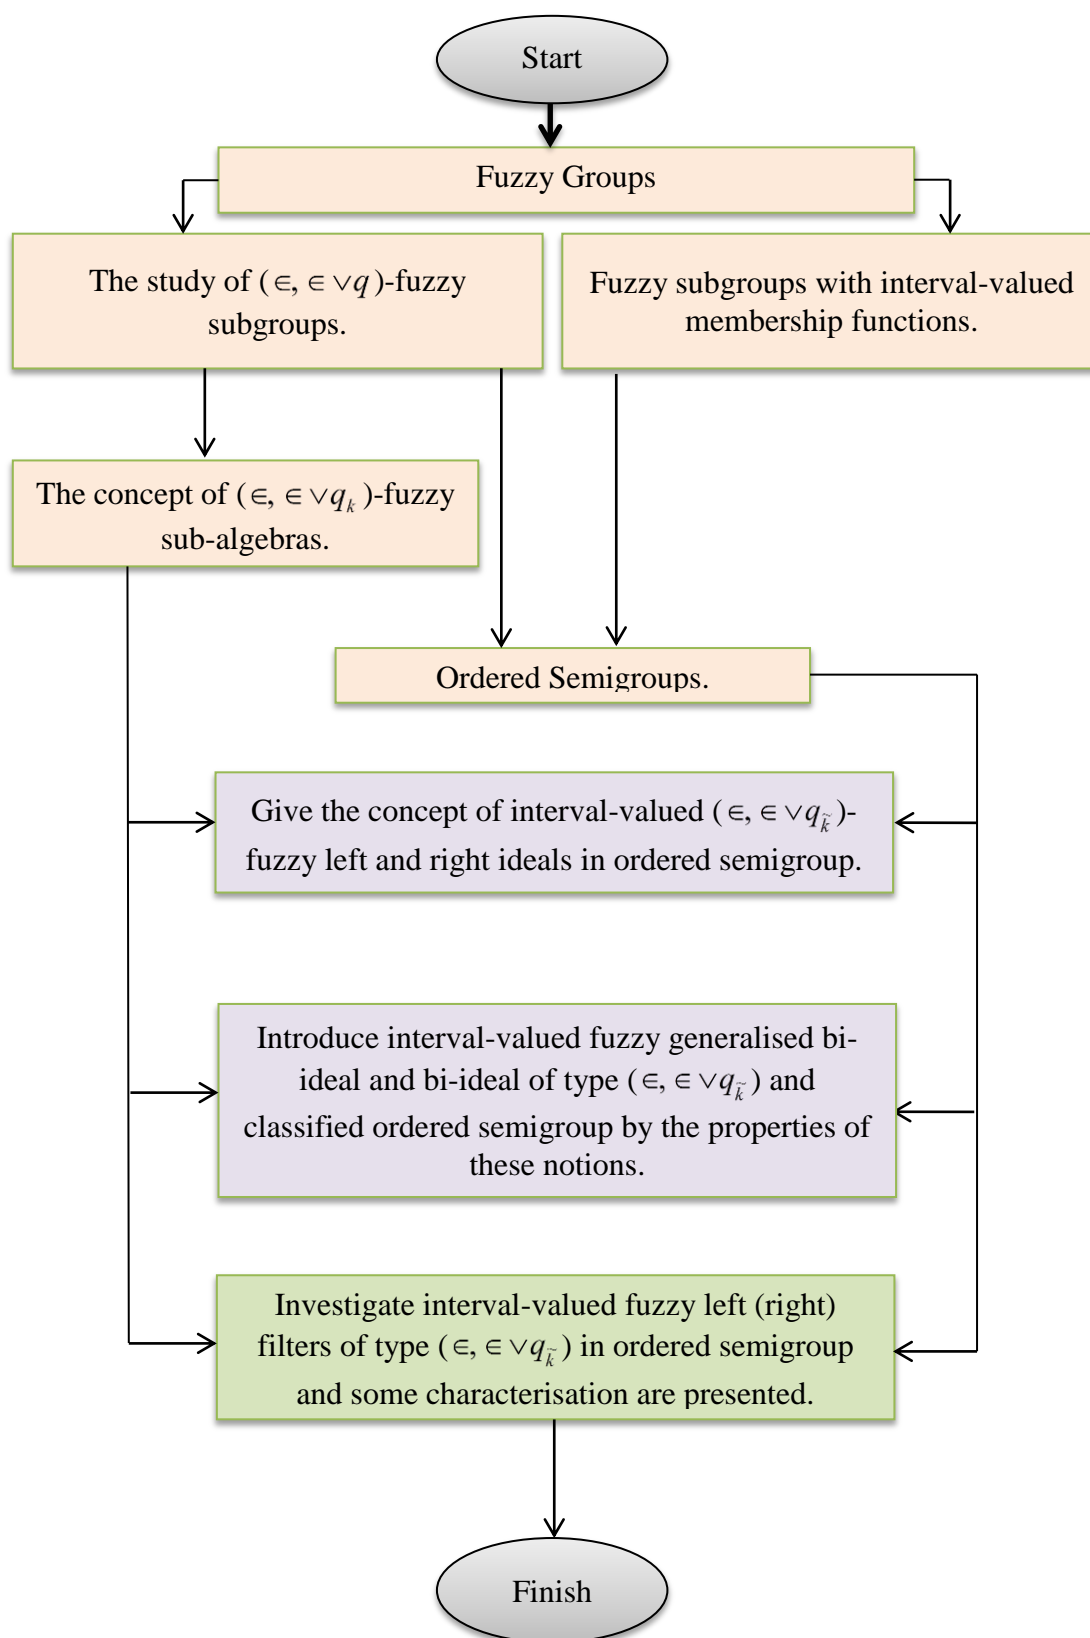 Start
Fuzzy Groups
The study of (∈, ∈ ∨q)-fuzzy
subgroups.
Fuzzy subgroups with interval-valued
membership functions.
The concept of (∈, ∈ ∨q_k)-fuzzy
sub-algebras.
Ordered Semigroups.
Give the concept of interval-valued (∈, ∈ ∨q_k̃)-
fuzzy left and right ideals in ordered semigroup.
Introduce interval-valued fuzzy generalised bi-
ideal and bi-ideal of type (∈, ∈ ∨q_k̃) and
classified ordered semigroup by the properties of
these notions.
Investigate interval-valued fuzzy left (right)
filters of type (∈, ∈ ∨q_k̃) in ordered semigroup
and some characterisation are presented.
Finish